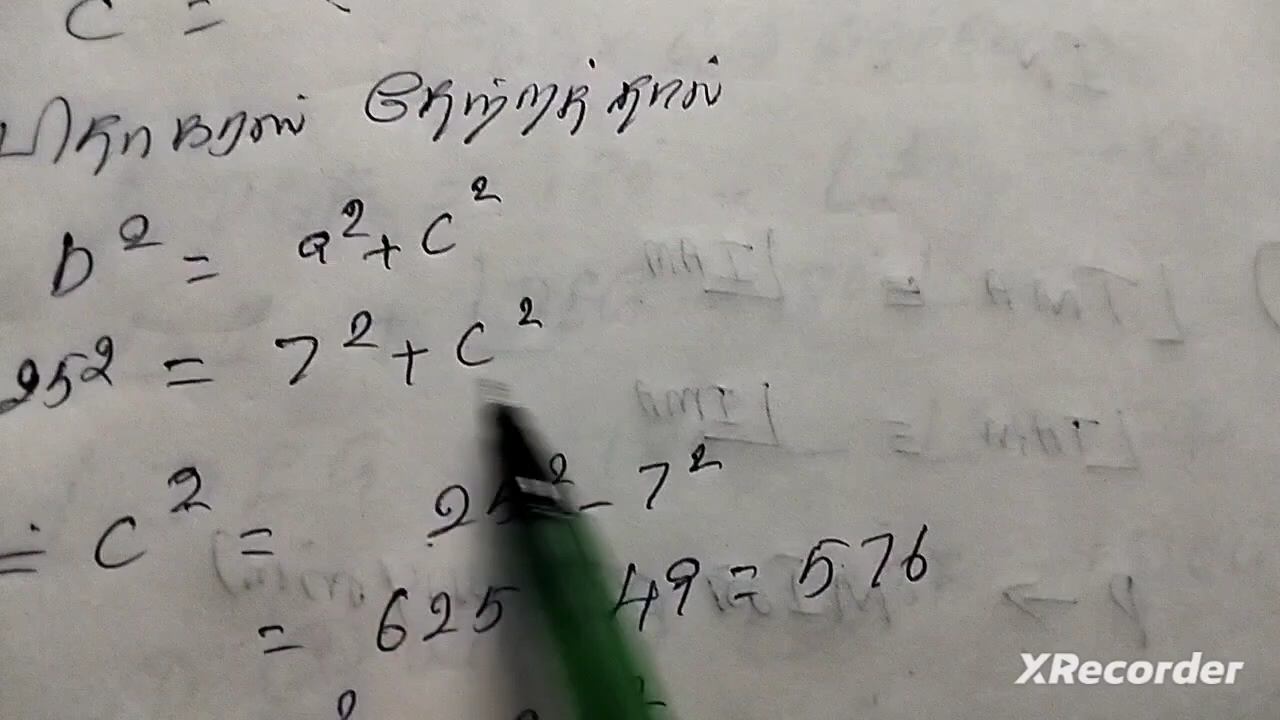 C =
பிதாகரஸ் தேற்றத்தால்
b² = a² + c²
25² = 7² + c²
= c² = 25² - 7²
= 625 49 = 576
XRecorder